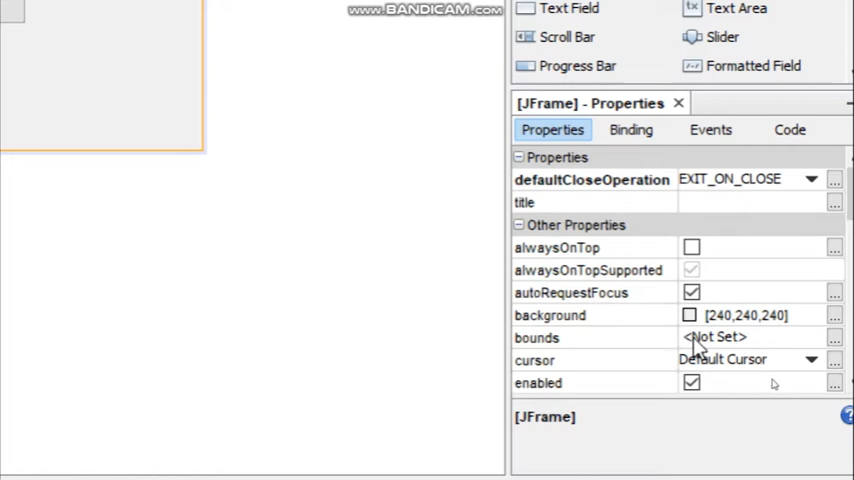 www.BANDICAM.com
Text Field
tx Text Area
Scroll Bar
Slider
Progress Bar
Formatted Field
[JFrame] - Properties
Properties Binding Events Code
Properties
defaultCloseOperation EXIT_ON_CLOSE ...
title ...
Other Properties
alwaysOnTop ...
alwaysOnTopSupported
autoRequestFocus ...
background [240,240,240] ...
bounds <Not Set> ...
cursor Default Cursor ...
enabled ...
[JFrame]
?